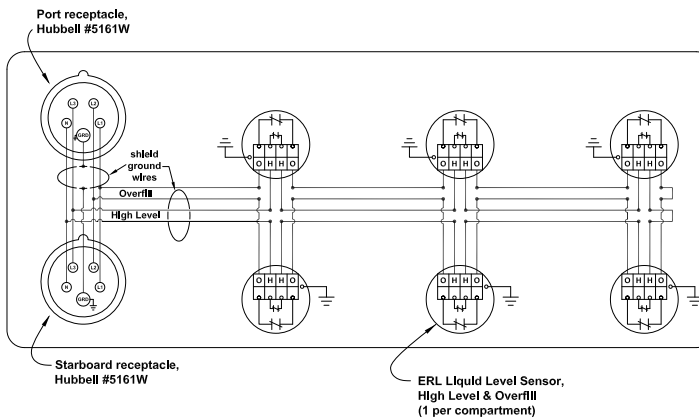 Port receptacle,
Hubbell #5161W
L3 L2
N L1
GRD
shield
ground
wires
Overfill
High Level
L3 L2
N L1
GRD
Starboard receptacle,
Hubbell #5161W
O H H O
O H H O
O H H O
O H H O
O H H O
O H H O
ERL Liquid Level Sensor,
High Level & Overfill
(1 per compartment)